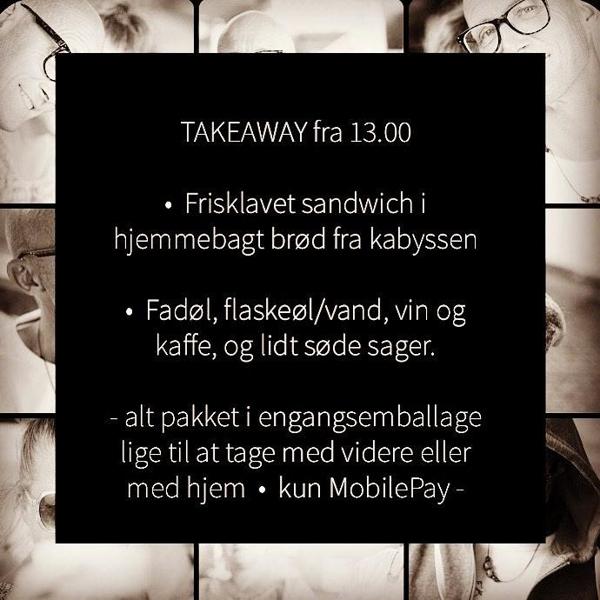 TAKEAWAY fra 13.00
• Frisklavet sandwich i
hjemmebagt brød fra kabyssen
• Fadøl, flaskeøl/vand, vin og
kaffe, og lidt søde sager.
- alt pakket i engangsemballage
lige til at tage med videre eller
med hjem • kun MobilePay -